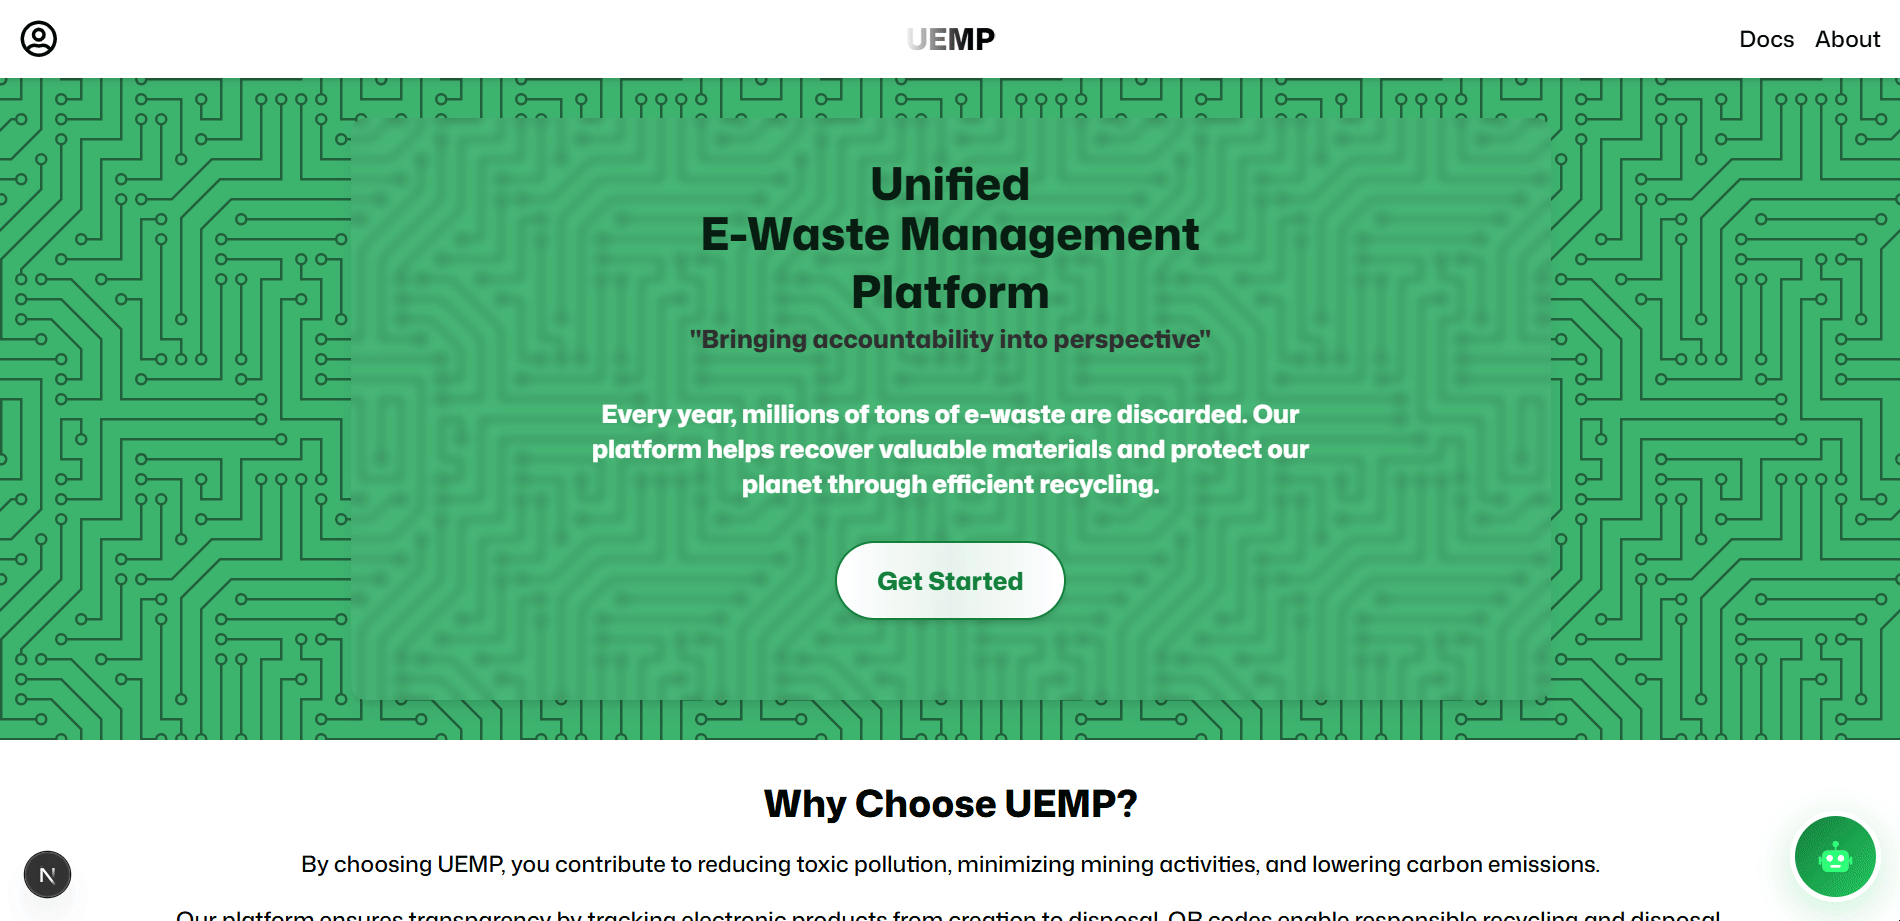 UEMP
Docs About
Unified
E-Waste Management
Platform
"Bringing accountability into perspective"
Every year, millions of tons of e-waste are discarded. Our
platform helps recover valuable materials and protect our
planet through efficient recycling.
Get Started
Why Choose UEMP?
By choosing UEMP, you contribute to reducing toxic pollution, minimizing mining activities, and lowering carbon emissions.
N
Our platform ensures transparency by tracking electronic products from creation to disposal. QR codes enable responsible recycling and disposal